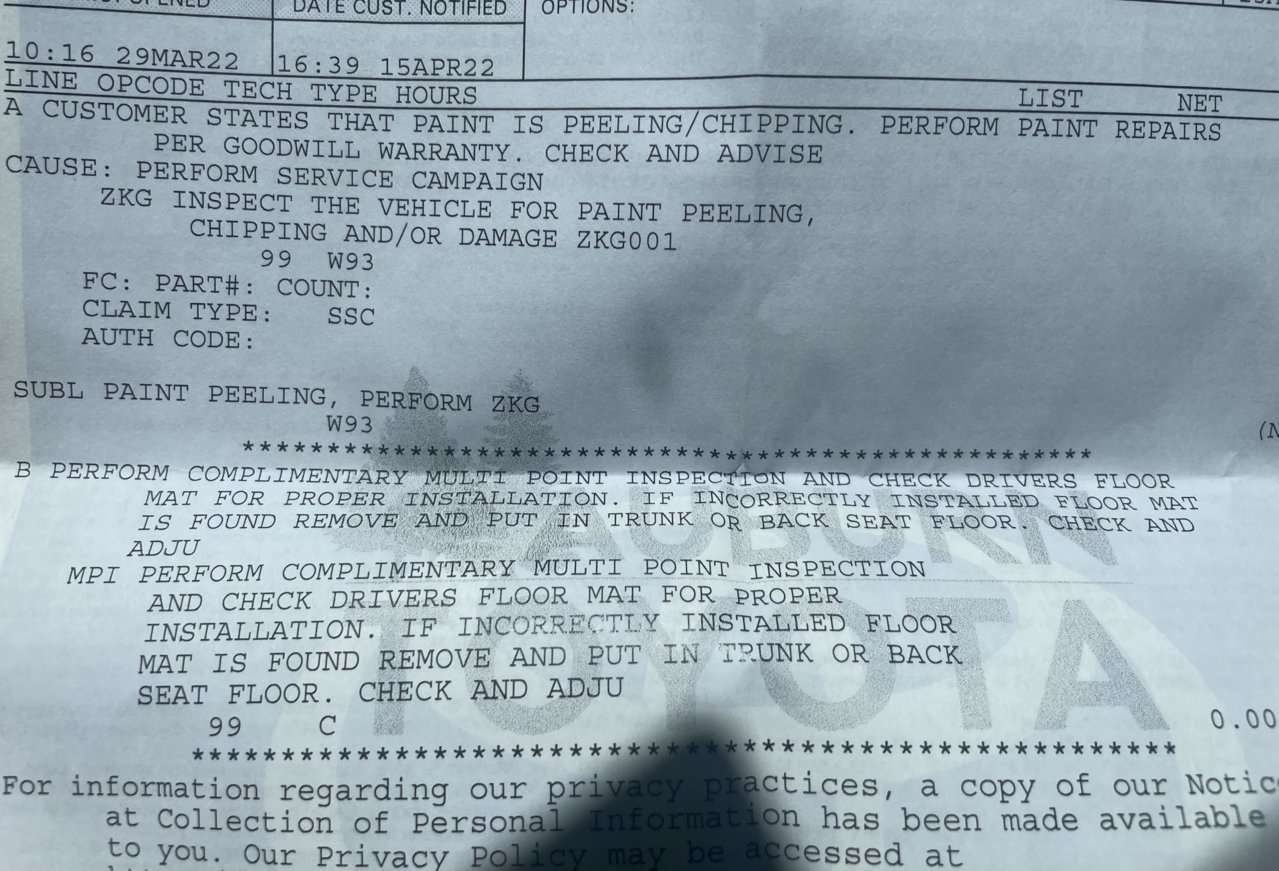 DATE CUST. NOTIFIED
OPTIONS:
10:16 29MAR22
16:39 15APR22
LINE OPCODE TECH TYPE HOURS LIST NET
A CUSTOMER STATES THAT PAINT IS PEELING/CHIPPING. PERFORM PAINT REPAIRS
PER GOODWILL WARRANTY. CHECK AND ADVISE
CAUSE: PERFORM SERVICE CAMPAIGN
ZKG INSPECT THE VEHICLE FOR PAINT PEELING,
CHIPPING AND/OR DAMAGE ZKG001
99 W93
FC: PART#: COUNT:
CLAIM TYPE: SSC
AUTH CODE:
SUBL PAINT PEELING, PERFORM ZKG
W93
(N
****************************************************************
B PERFORM COMPLIMENTARY MULTI POINT INSPECTION AND CHECK DRIVERS FLOOR
MAT FOR PROPER INSTALLATION. IF INCORRECTLY INSTALLED FLOOR MAT
IS FOUND REMOVE AND PUT IN TRUNK OR BACK SEAT FLOOR. CHECK AND
ADJU
MPI PERFORM COMPLIMENTARY MULTI POINT INSPECTION
AND CHECK DRIVERS FLOOR MAT FOR PROPER
INSTALLATION. IF INCORRECTLY INSTALLED FLOOR
MAT IS FOUND REMOVE AND PUT IN TRUNK OR BACK
SEAT FLOOR. CHECK AND ADJU
99 C 0.00
****************************************************************
AUBURN
TOYOTA
For information regarding our privacy practices, a copy of our Notic
at Collection of Personal Information has been made available
to you. Our Privacy Policy may be accessed at